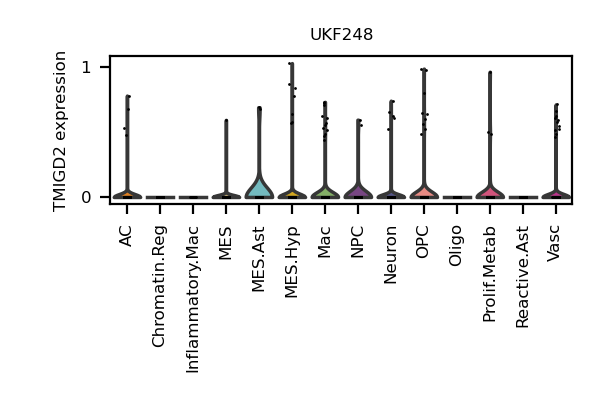 UKF248
TMIGD2 expression
1
0
AC
Chromatin.Reg
Inflammatory.Mac
MES
MES.Ast
MES.Hyp
Mac
NPC
Neuron
OPC
Oligo
Prolif.Metab
Reactive.Ast
Vasc